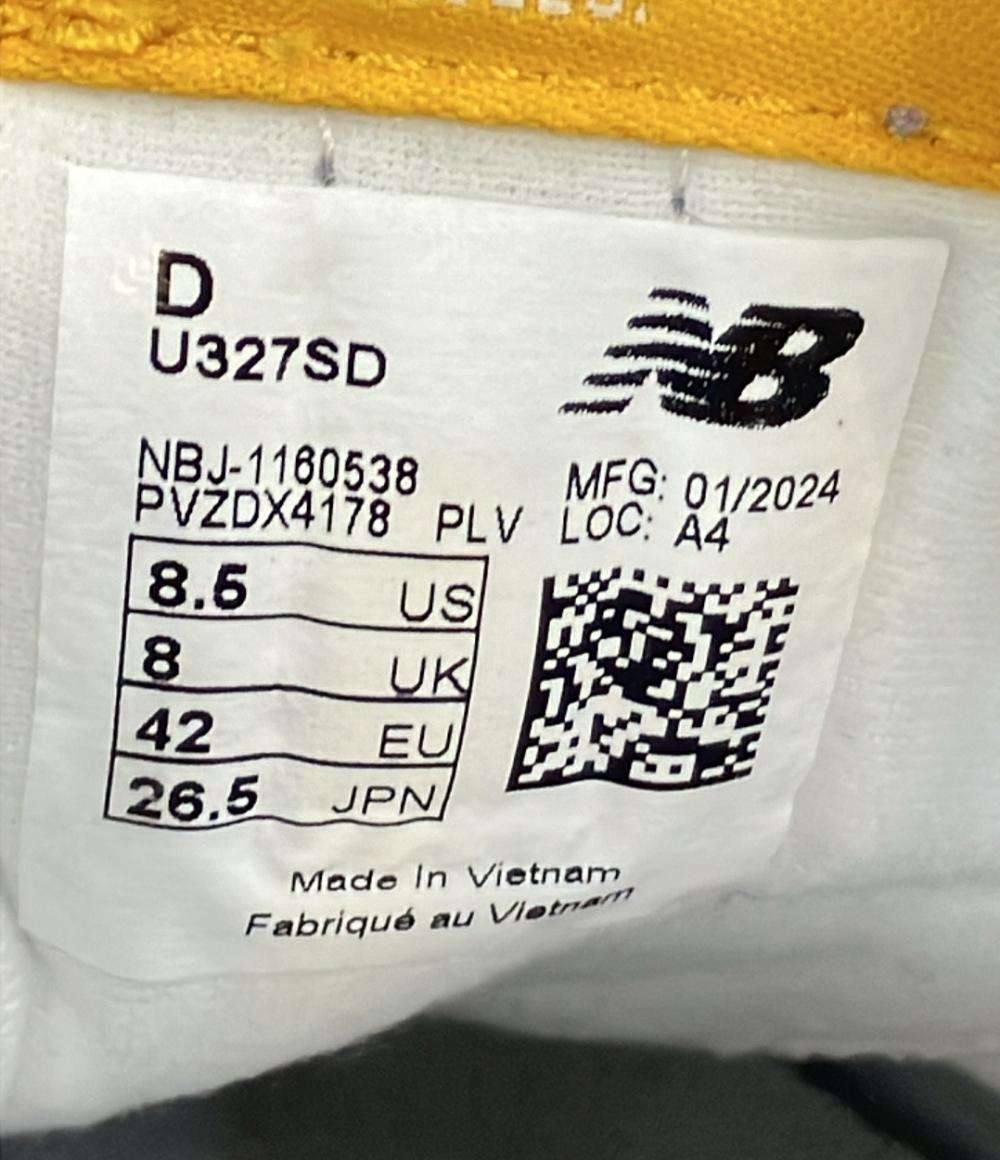 D
U327SD
NB
NBJ-1160538
PVZDX4178 PLV
MFG: 01/2024
LOC: A4
8.5 US
8 UK
42 EU
26.5 JPN
Made in Vietnam
Fabriqué au Vietnam